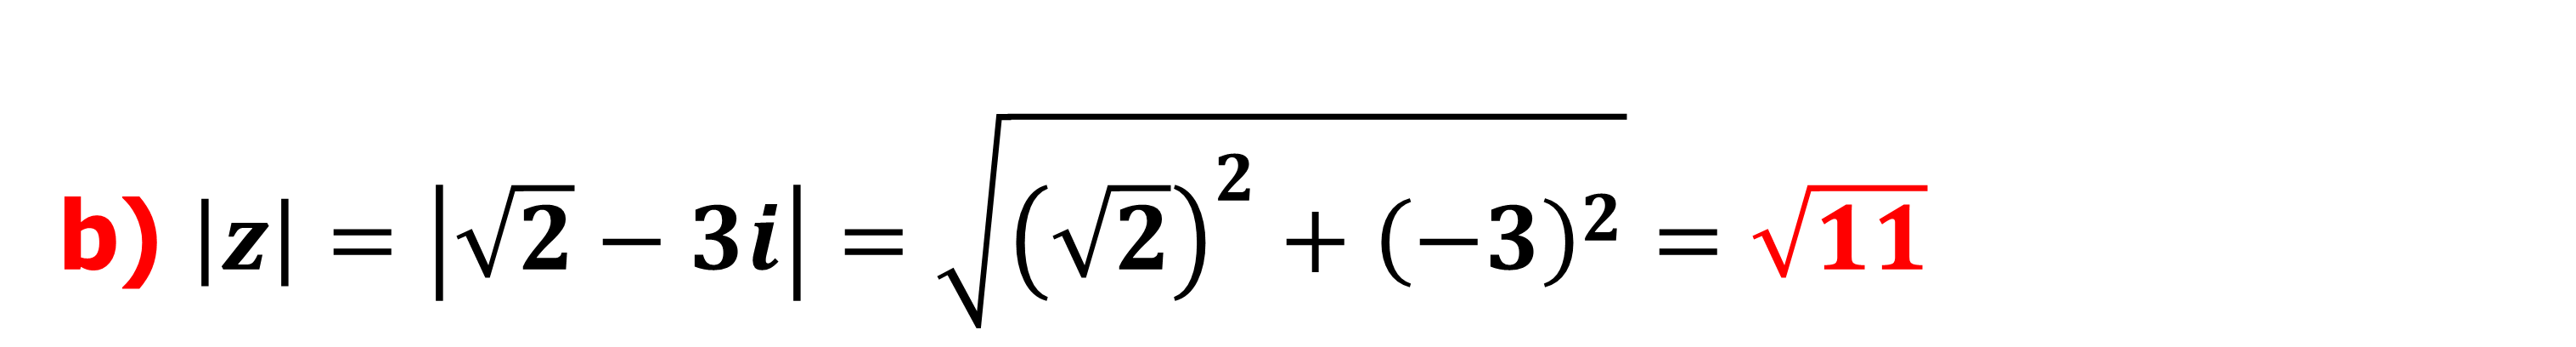 b) |z| = |√2 − 3i| = √((√2)² + (−3)²) = √11